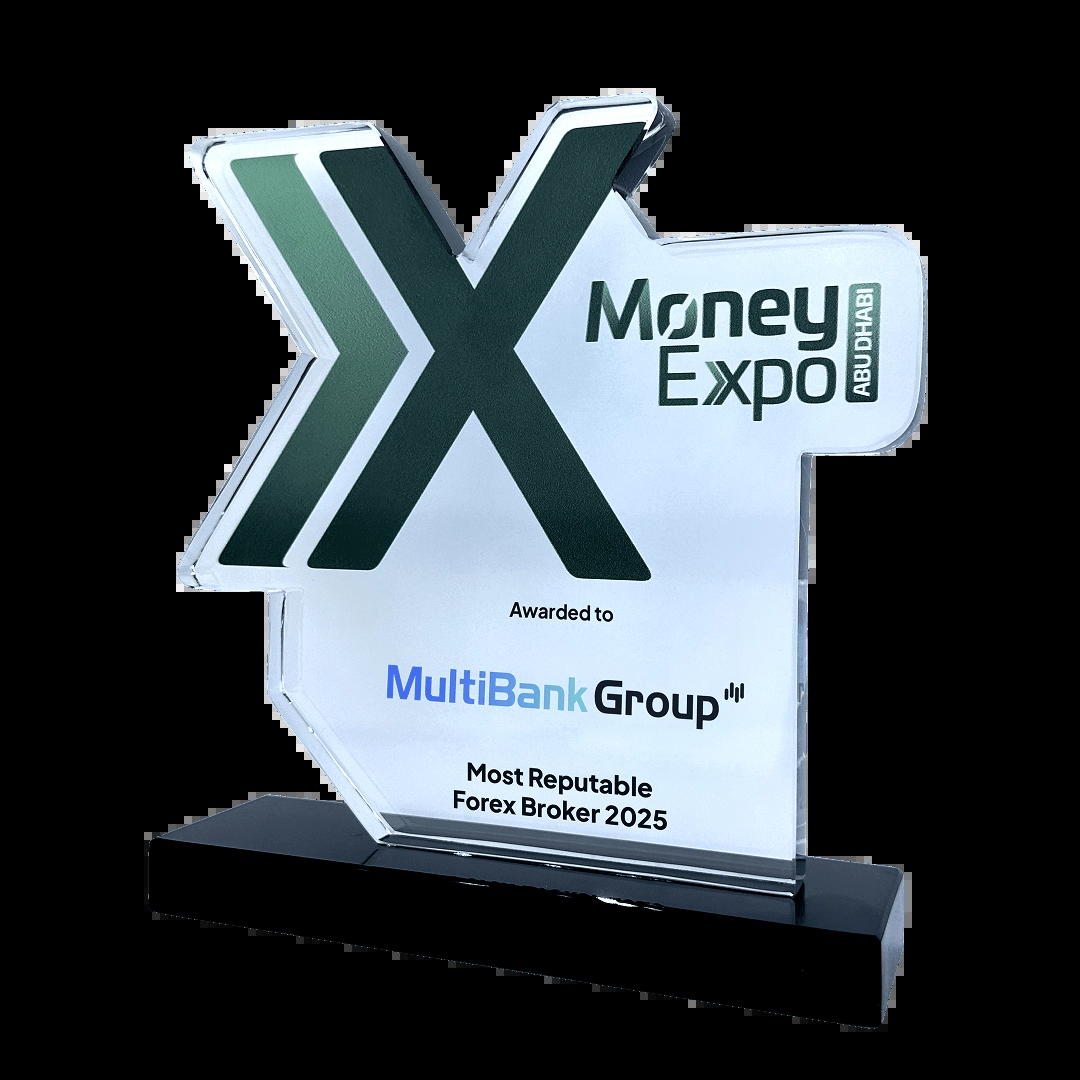 Money
Expo
ABU DHABI
Awarded to
MultiBank Group
Most Reputable
Forex Broker 2025